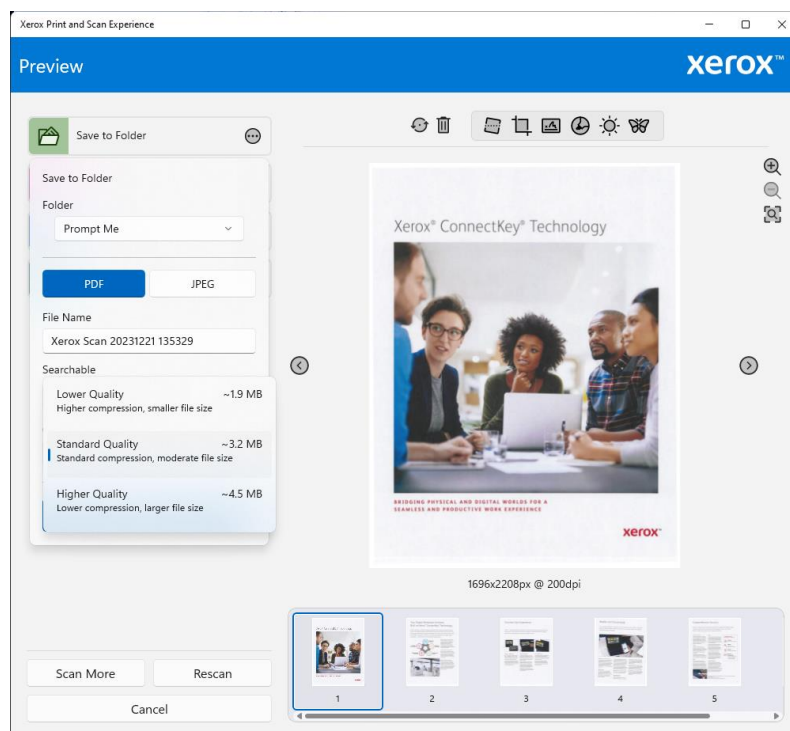 Xerox Print and Scan Experience
Preview
xerox™
Save to Folder
Save to Folder
Folder
Prompt Me
PDF
JPEG
File Name
Xerox Scan 20231221 135329
Searchable
Lower Quality ~1.9 MB
Higher compression, smaller file size
Standard Quality ~3.2 MB
Standard compression, moderate file size
Higher Quality ~4.5 MB
Lower compression, larger file size
Scan More
Rescan
Cancel
Xerox® ConnectKey® Technology
BRIDGING PHYSICAL AND DIGITAL WORLDS FOR A
SEAMLESS AND PRODUCTIVE WORK EXPERIENCE
xerox™
1696x2208px @ 200dpi
1
2
3
4
5